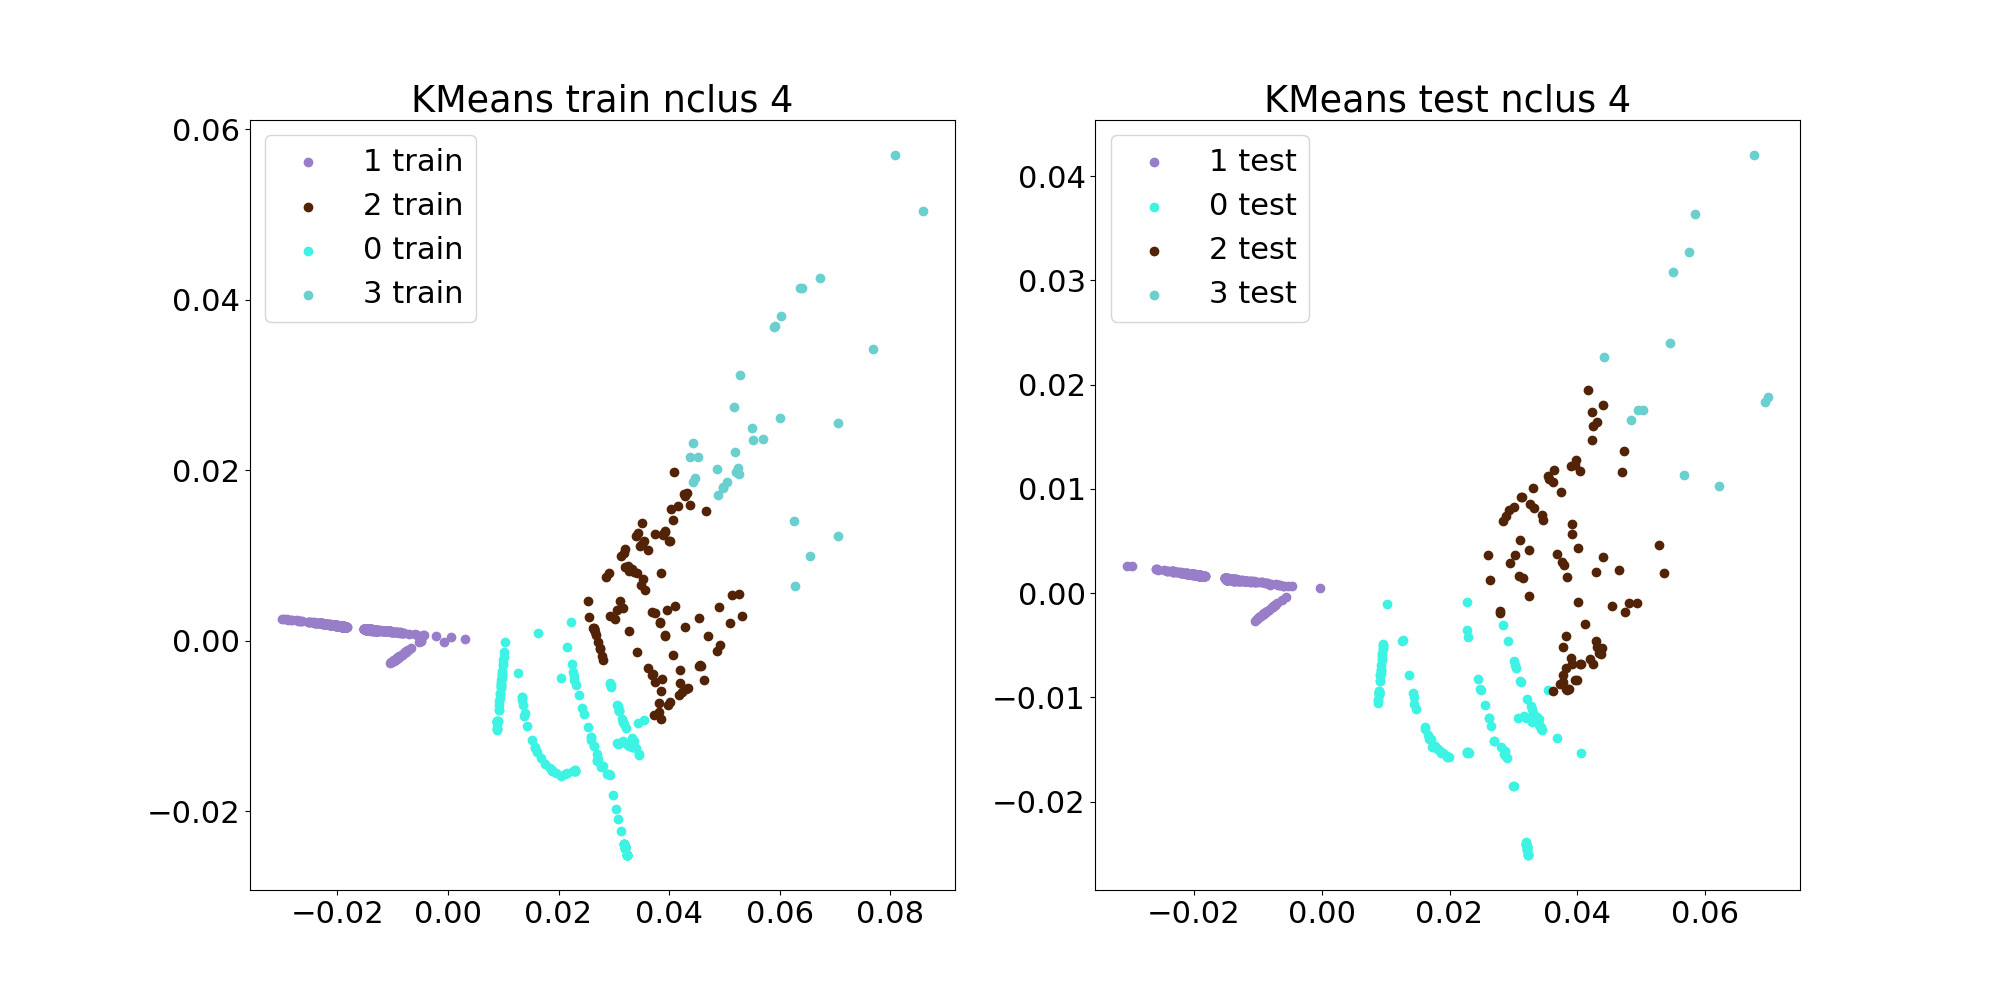 KMeans train nclus 4
0.06
0.04
0.02
0.00
−0.02
1 train
2 train
0 train
3 train
−0.02 0.00 0.02 0.04 0.06 0.08
KMeans test nclus 4
0.04
0.03
0.02
0.01
0.00
−0.01
−0.02
1 test
0 test
2 test
3 test
−0.02 0.00 0.02 0.04 0.06